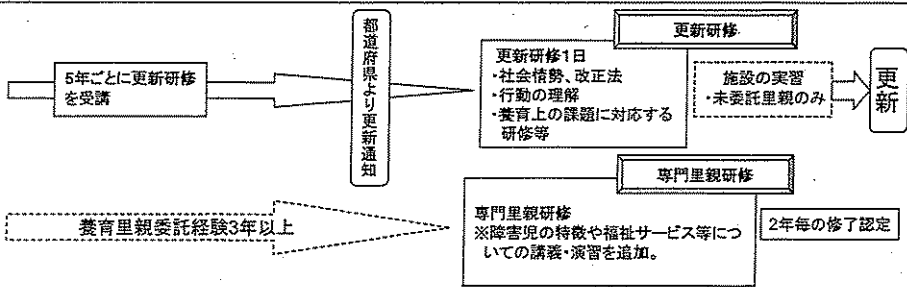 5年ごとに更新研修
を受講
都道府県より更新通知
更新研修
更新研修1日
・社会情勢、改正法
・行動の理解
・養育上の課題に対応する
研修等
施設の実習
・未委託里親のみ
更新
養育里親委託経験3年以上
専門里親研修
専門里親研修
※障害児の特徴や福祉サービス等につ
いての講義・演習を追加。
2年毎の修了認定